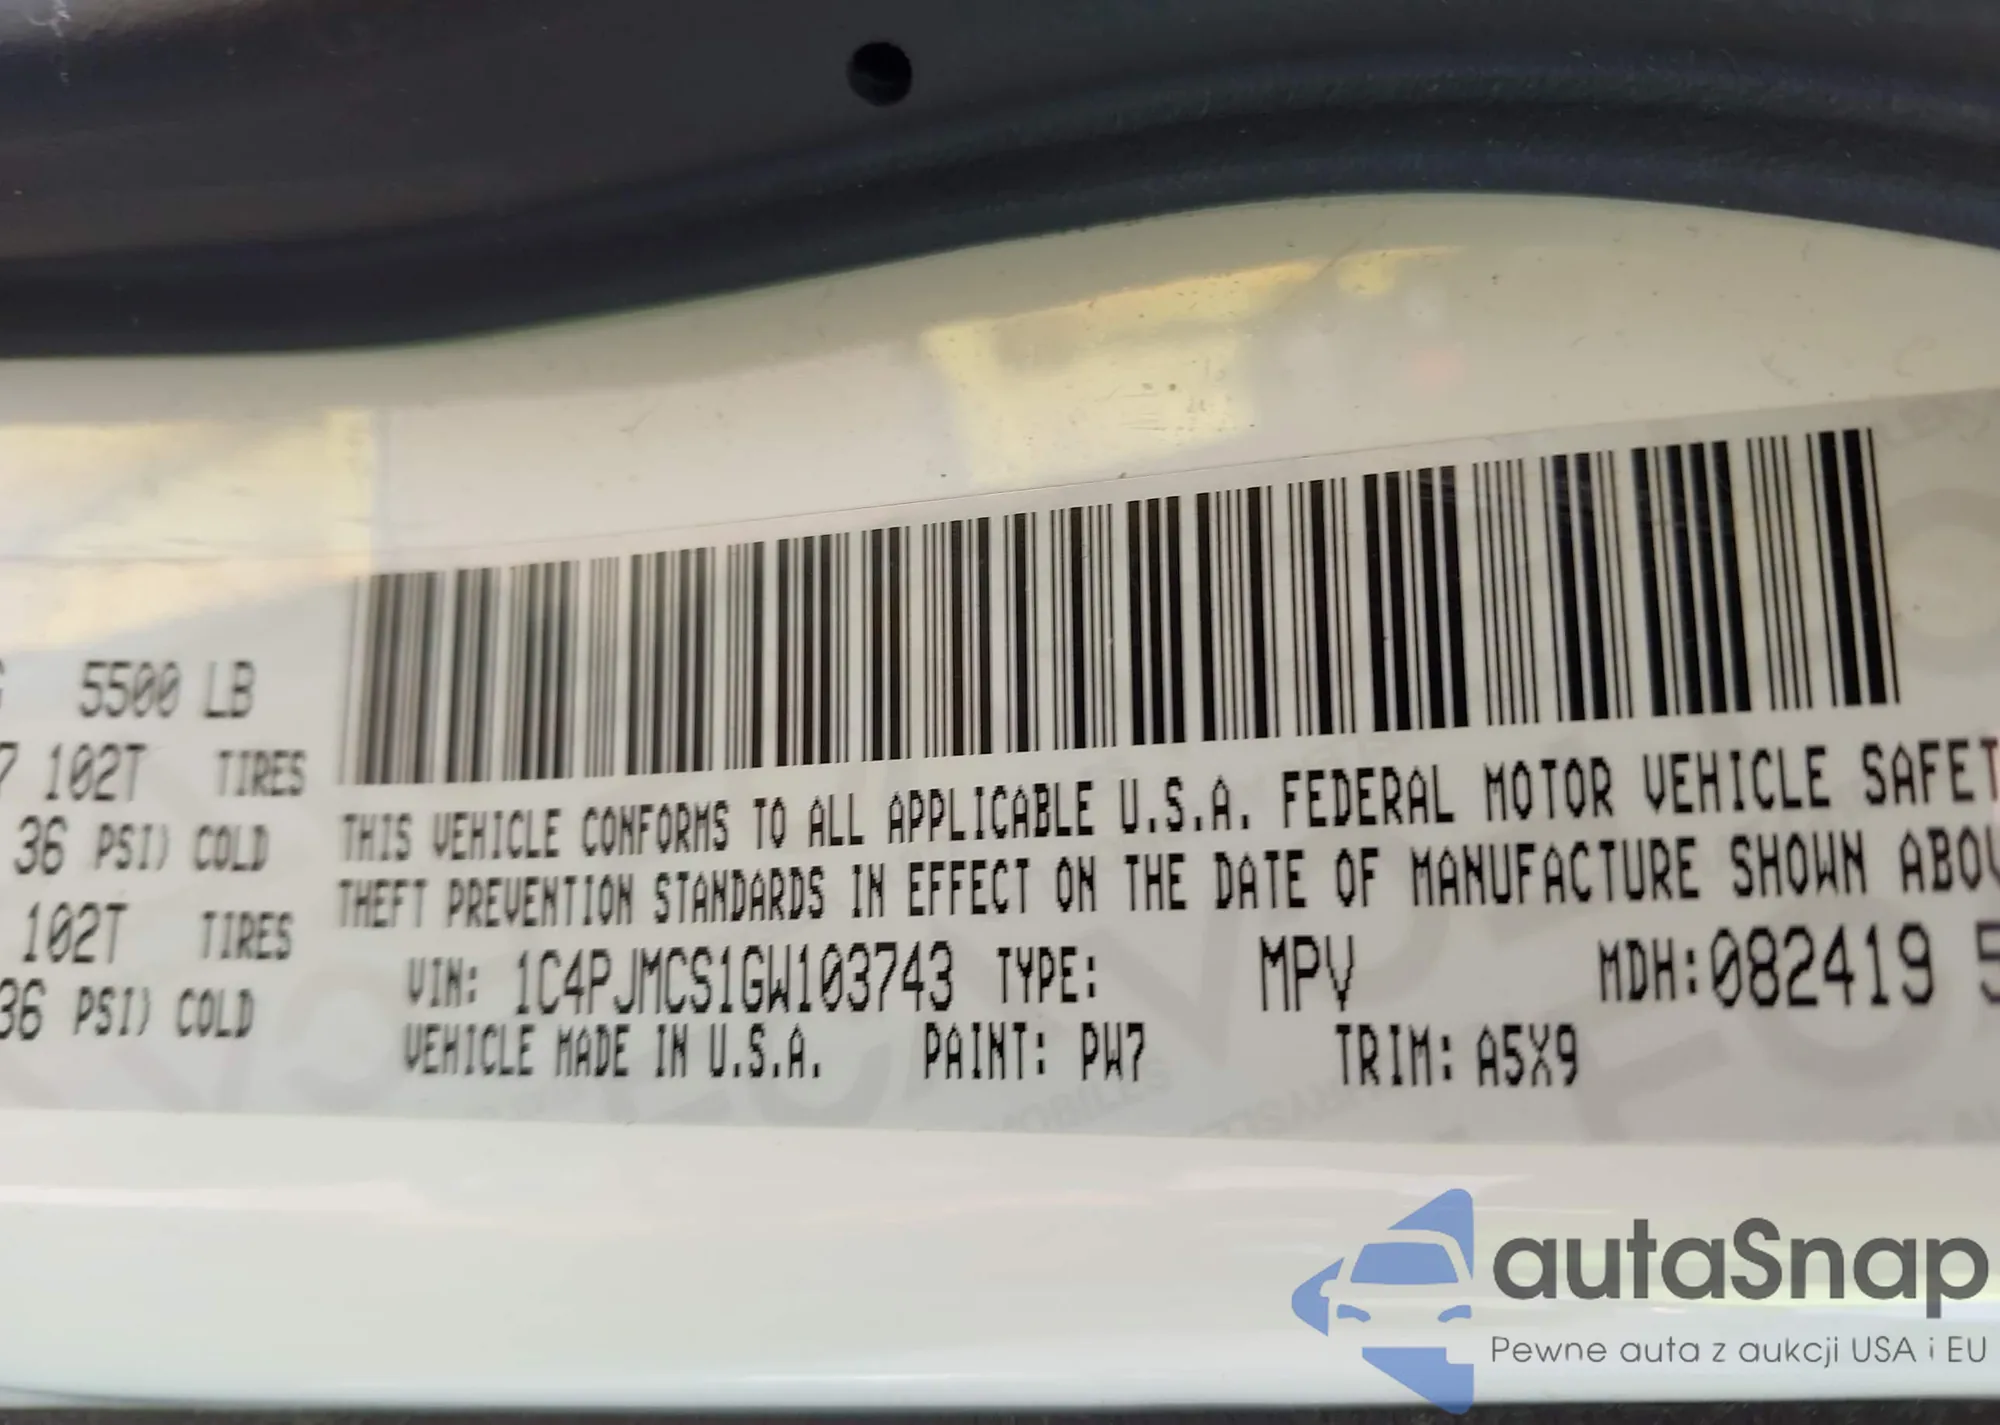 5500 LB
7 102T TIRES
36 PSI) COLD
102T TIRES
36 PSI) COLD
THIS VEHICLE CONFORMS TO ALL APPLICABLE U.S.A. FEDERAL MOTOR VEHICLE SAFET
THEFT PREVENTION STANDARDS IN EFFECT ON THE DATE OF MANUFACTURE SHOWN ABOV
VIN: 1C4PJMCS1GW103743 TYPE: MPV MDH:082419 5
VEHICLE MADE IN U.S.A. PAINT: PW7 TRIM: A5X9
autaSnap
Pewne auta z aukcji USA i EU